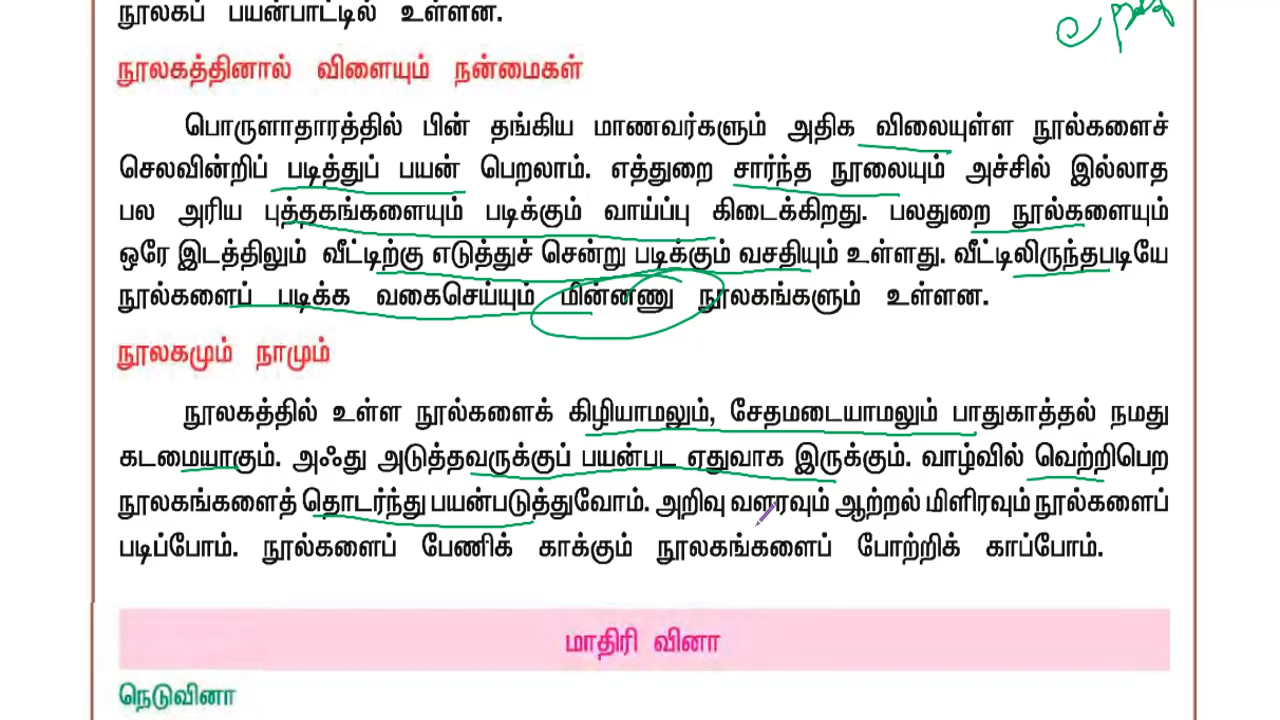 நூலகப் பயன்பாட்டில் உள்ளன.
நூலகத்தினால் விளையும் நன்மைகள்
பொருளாதாரத்தில் பின் தங்கிய மாணவர்களும் அதிக விலையுள்ள நூல்களைச்
செலவின்றிப் படித்துப் பயன் பெறலாம். எத்துறை சார்ந்த நூலையும் அச்சில் இல்லாத
பல அரிய புத்தகங்களையும் படிக்கும் வாய்ப்பு கிடைக்கிறது. பலதுறை நூல்களையும்
ஒரே இடத்திலும் வீட்டிற்கு எடுத்துச் சென்று படிக்கும் வசதியும் உள்ளது. வீட்டிலிருந்தபடியே
நூல்களைப் படிக்க வகைசெய்யும் மின்னணு நூலகங்களும் உள்ளன.
நூலகமும் நாமும்
நூலகத்தில் உள்ள நூல்களைக் கிழியாமலும், சேதமடையாமலும் பாதுகாத்தல் நமது
கடமையாகும். அஃது அடுத்தவருக்குப் பயன்பட ஏதுவாக இருக்கும். வாழ்வில் வெற்றிபெற
நூலகங்களைத் தொடர்ந்து பயன்படுத்துவோம். அறிவு வளரவும் ஆற்றல் மிளிரவும் நூல்களைப்
படிப்போம். நூல்களைப் பேணிக் காக்கும் நூலகங்களைப் போற்றிக் காப்போம்.
மாதிரி வினா
நெடுவினா